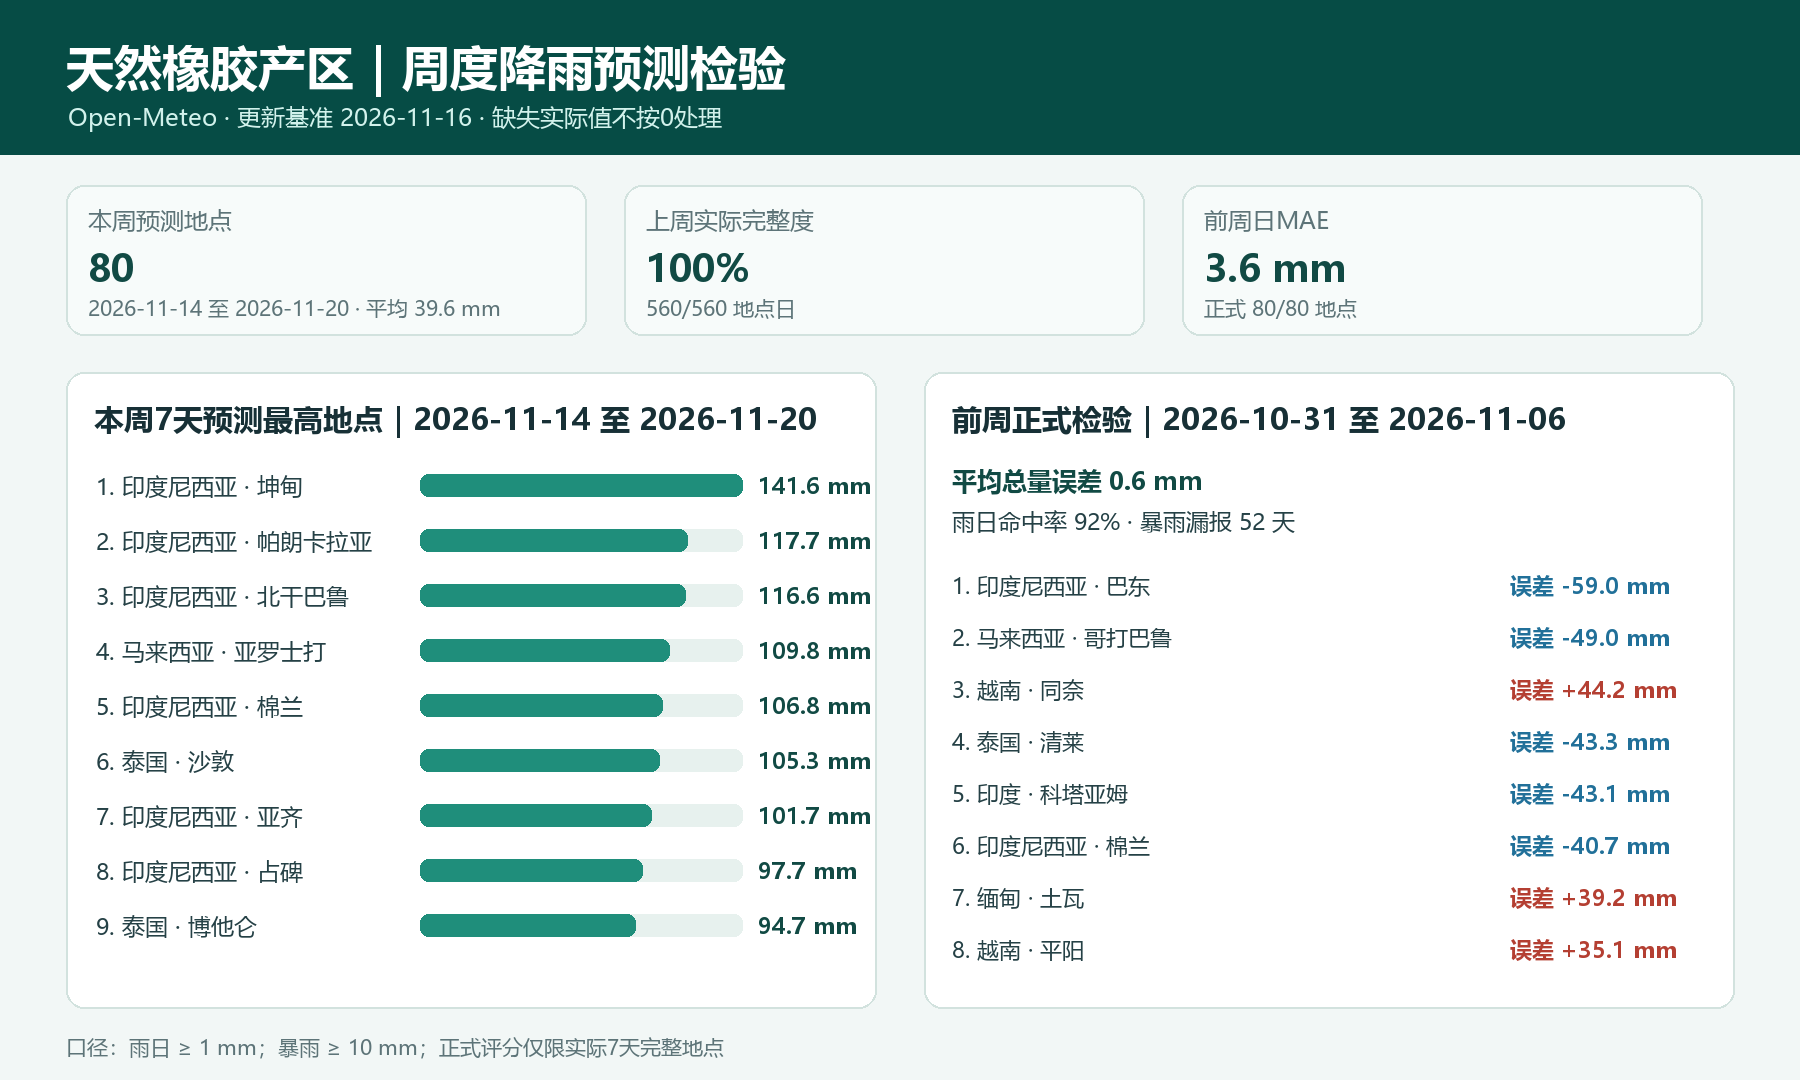 天然橡胶产区｜周度降雨预测检验
Open-Meteo · 更新基准 2026-11-16 · 缺失实际值不按0处理
本周预测地点
80
2026-11-14 至 2026-11-20 · 平均 39.6 mm
上周实际完整度
100%
560/560 地点日
前周日MAE
3.6 mm
正式 80/80 地点
本周7天预测最高地点｜2026-11-14 至 2026-11-20
1. 印度尼西亚 · 坤甸 141.6 mm
2. 印度尼西亚 · 帕朗卡拉亚 117.7 mm
3. 印度尼西亚 · 北干巴鲁 116.6 mm
4. 马来西亚 · 亚罗士打 109.8 mm
5. 印度尼西亚 · 棉兰 106.8 mm
6. 泰国 · 沙敦 105.3 mm
7. 印度尼西亚 · 亚齐 101.7 mm
8. 印度尼西亚 · 占碑 97.7 mm
9. 泰国 · 博他仑 94.7 mm
前周正式检验｜2026-10-31 至 2026-11-06
平均总量误差 0.6 mm
雨日命中率 92% · 暴雨漏报 52 天
1. 印度尼西亚 · 巴东 误差 -59.0 mm
2. 马来西亚 · 哥打巴鲁 误差 -49.0 mm
3. 越南 · 同奈 误差 +44.2 mm
4. 泰国 · 清莱 误差 -43.3 mm
5. 印度 · 科塔亚姆 误差 -43.1 mm
6. 印度尼西亚 · 棉兰 误差 -40.7 mm
7. 缅甸 · 土瓦 误差 +39.2 mm
8. 越南 · 平阳 误差 +35.1 mm
口径：雨日 ≥ 1 mm；暴雨 ≥ 10 mm；正式评分仅限实际7天完整地点